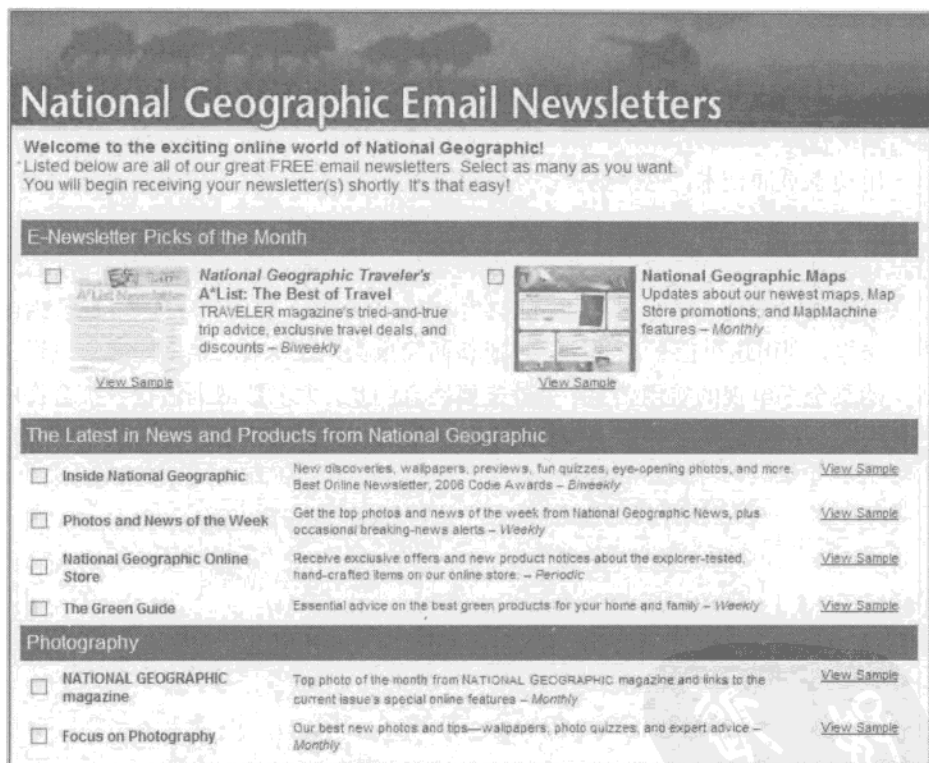 National Geographic Email Newsletters
Welcome to the exciting online world of National Geographic!
Listed below are all of our great FREE email newsletters. Select as many as you want.
You will begin receiving your newsletter(s) shortly. It's that easy!
E-Newsletter Picks of the Month
National Geographic Traveler's
A*List: The Best of Travel
TRAVELER magazine's tried-and-true
trip advice, exclusive travel deals, and
discounts – Biweekly
View Sample
National Geographic Maps
Updates about our newest maps, Map
Store promotions, and MapMachine
features – Monthly
View Sample
The Latest in News and Products from National Geographic
Inside National Geographic
New discoveries, wallpapers, previews, fun quizzes, eye-opening photos, and more.
Best Online Newsletter, 2006 Codie Awards – Biweekly
View Sample
Photos and News of the Week
Get the top photos and news of the week from National Geographic News, plus
occasional breaking-news alerts – Weekly
View Sample
National Geographic Online
Store
Receive exclusive offers and new product notices about the explorer-tested,
hand-crafted items on our online store. – Periodic
View Sample
The Green Guide
Essential advice on the best green products for your home and family – Weekly
View Sample
Photography
NATIONAL GEOGRAPHIC
magazine
Top photo of the month from NATIONAL GEOGRAPHIC magazine and links to the
current issue's special online features – Monthly
View Sample
Focus on Photography
Our best new photos and tips—wallpapers, photo quizzes, and expert advice –
Monthly
View Sample